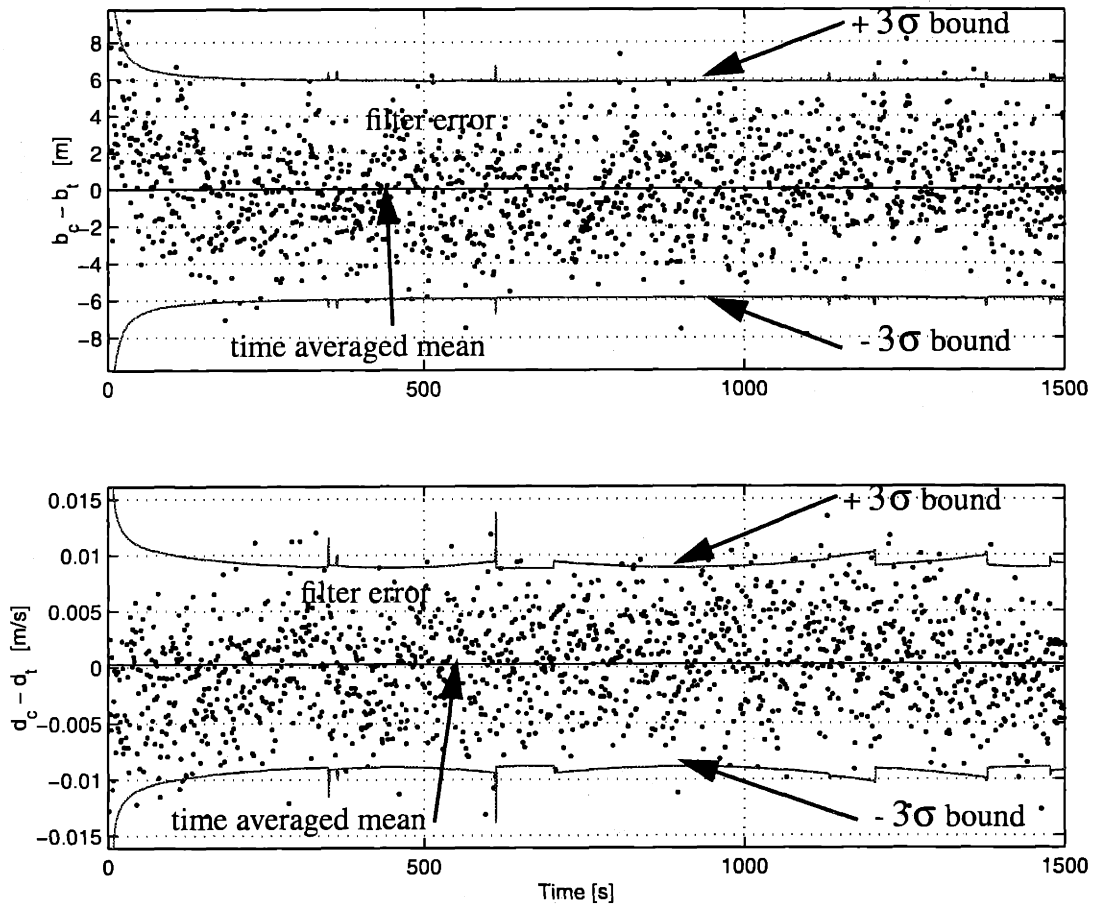 8
6
4
2
0
−2
−4
−6
−8
b_c − b_t [m]
+ 3σ bound
filter error
time averaged mean
- 3σ bound
0
500
1000
1500
0.015
0.01
0.005
0
−0.005
−0.01
−0.015
d_c − d_t [m/s]
+ 3σ bound
filter error
time averaged mean
- 3σ bound
0
500
1000
1500
Time [s]